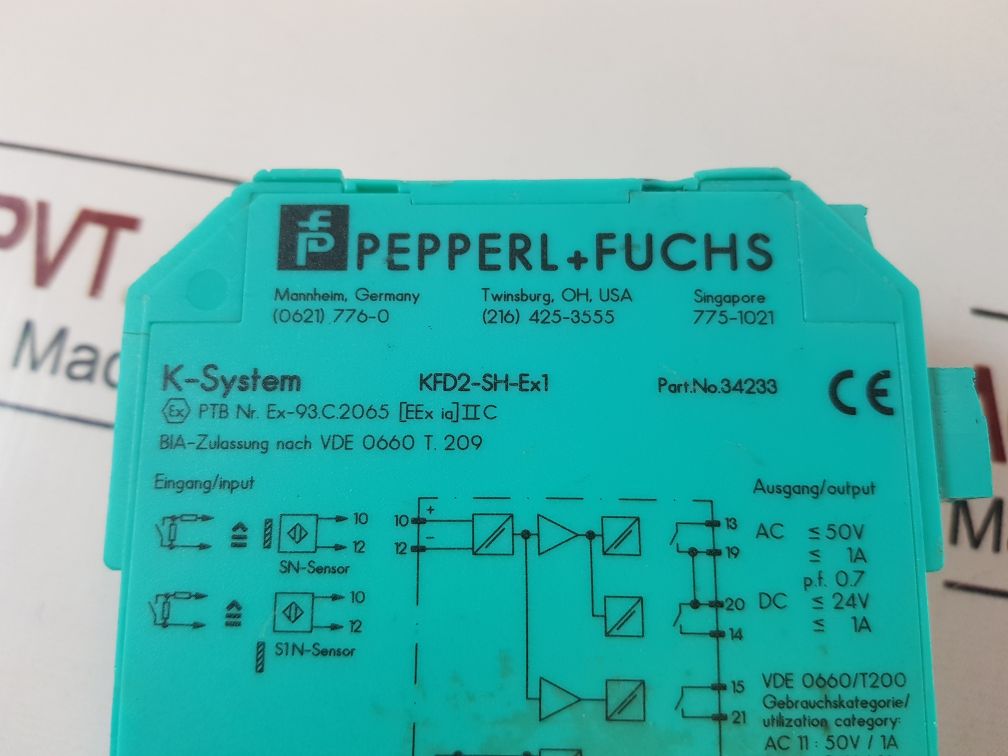 PVT
Mac
fP PEPPERL+FUCHS
Mannheim, Germany Twinsburg, OH, USA Singapore
(0621) 776-0 (216) 425-3555 775-1021
K-System KFD2-SH-Ex1 Part.No.34233 CE
Ex PTB Nr. Ex-93.C.2065 [EEx ia] II C
BIA-Zulassung nach VDE 0660 T. 209
Eingang/input Ausgang/output
10 12 SN-Sensor
10 12 S1N-Sensor
10 +
12 -
13 AC ≤ 50V
19 ≤ 1A
p.f. 0.7
20 DC ≤ 24V
14 ≤ 1A
15 VDE 0660/T200
Gebrauchskategorie/
21 utilization category:
AC 11 : 50V / 1A
M